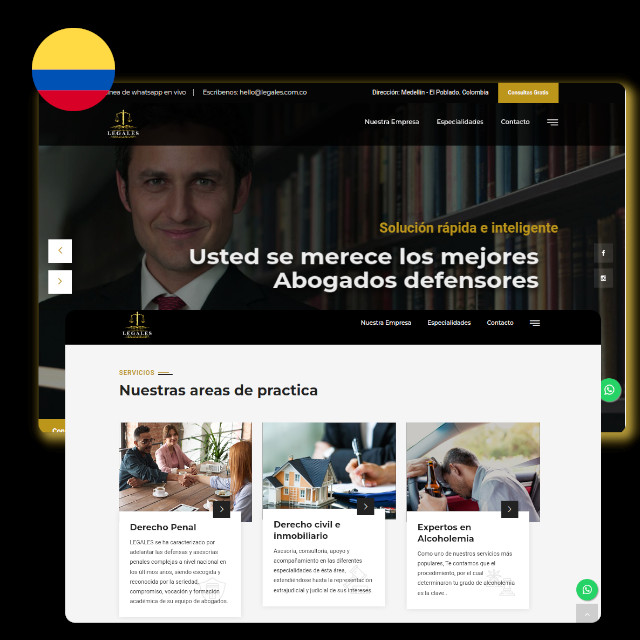 nea de whatsapp en vivo | Escribenos: hello@legales.com.co Dirección: Medellín - El Poblado. Colombia Consultas Gratis
LEGALES
Nuestra Empresa Especialidades Contacto
Solución rápida e inteligente
Usted se merece los mejores
Abogados defensores
LEGALES
Nuestra Empresa Especialidades Contacto
SERVICIOS
Nuestras areas de practica
Con
Derecho Penal
LEGALES se ha caracterizado por
adelantar las defensas y asesorías
penales complejas a nivel nacional en
los últimos años, siendo escogida y
reconocida por la seriedad,
compromiso, vocación y formación
académica de su equipo de abogados.
Derecho civil e
inmobiliario
Asesoría, consultoría, apoyo y
acompañamiento en las diferentes
especialidades de ésta área,
extendiéndose hasta la representación
extrajudicial y judicial de sus intereses.
Expertos en
Alcoholemia
Como uno de nuestros servicios más
populares, Te contamos que el
procedimiento, por el cual
determinaron tu grado de alcoholemia
es la clave .